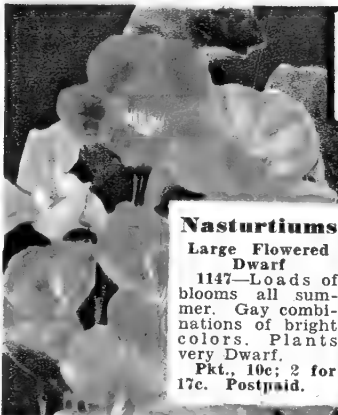 Nasturtiums
Large Flowered
Dwarf
1147—Loads of
blooms all sum-
mer. Gay combi-
nations of bright
colors. Plants
very Dwarf.
Pkt., 10c; 2 for
17c. Postpaid.